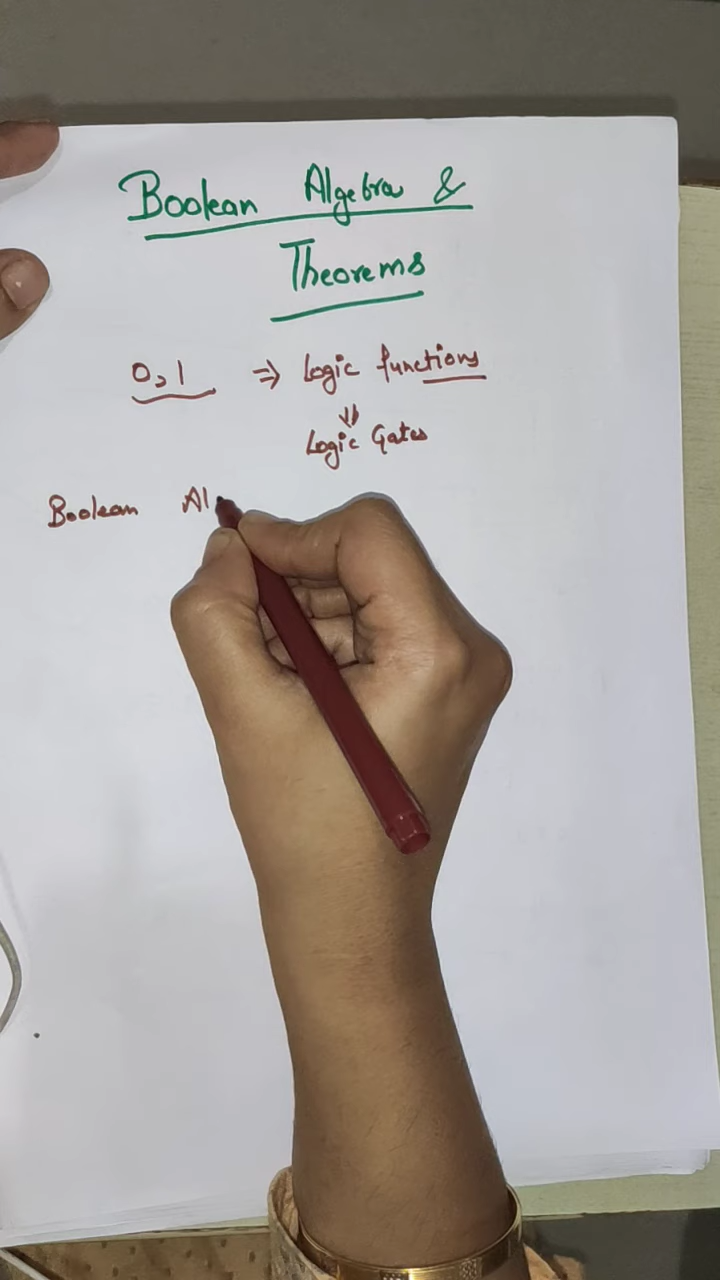 Boolean Algebra &
Theorems
0,1 ⇒ Logic functions
⇓
Logic Gates
Boolean Al